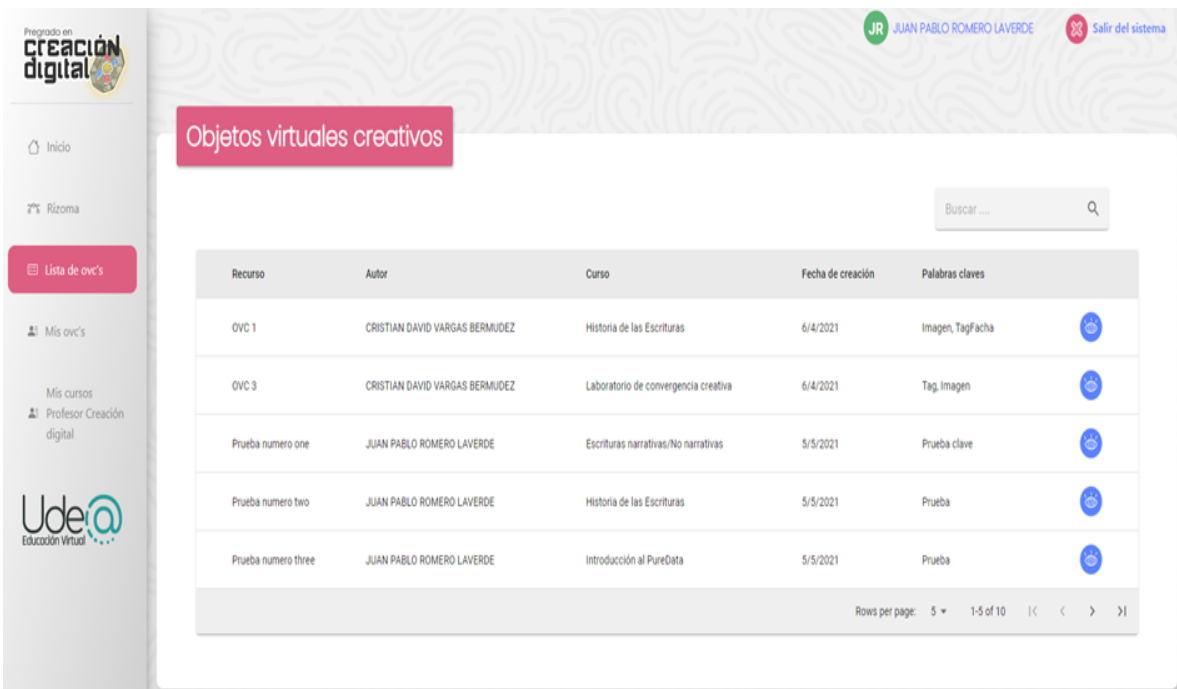 Pregrado en
creación
digital
JR JUAN PABLO ROMERO LAVERDE
Salir del sistema
Inicio
Rizoma
Lista de ovc's
Mis ovc's
Mis cursos
Profesor Creación
digital
Ude@
Educación Virtual
Objetos virtuales creativos
Buscar ....
Recurso Autor Curso Fecha de creación Palabras claves
OVC 1 CRISTIAN DAVID VARGAS BERMUDEZ Historia de las Escrituras 6/4/2021 Imagen, TagFacha
OVC 3 CRISTIAN DAVID VARGAS BERMUDEZ Laboratorio de convergencia creativa 6/4/2021 Tag, Imagen
Prueba numero one JUAN PABLO ROMERO LAVERDE Escrituras narrativas/No narrativas 5/5/2021 Prueba clave
Prueba numero two JUAN PABLO ROMERO LAVERDE Historia de las Escrituras 5/5/2021 Prueba
Prueba numero three JUAN PABLO ROMERO LAVERDE Introducción al PureData 5/5/2021 Prueba
Rows per page: 5 1-5 of 10